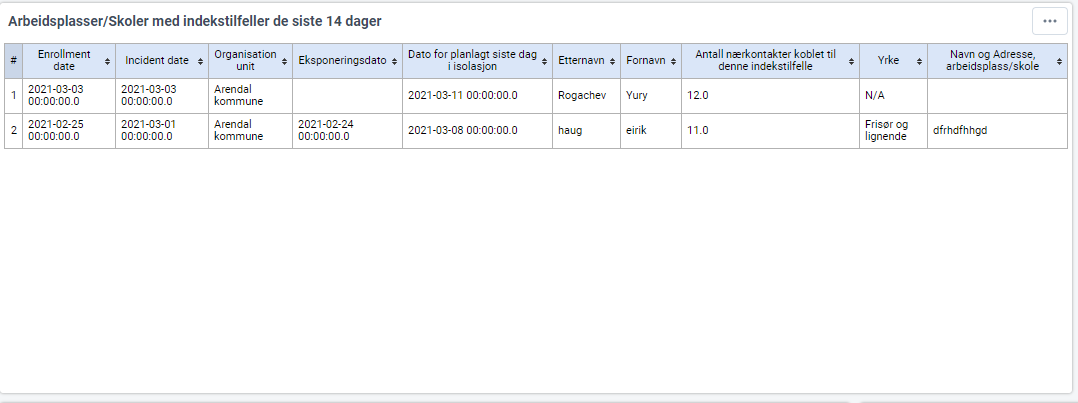 Arbeidsplasser/Skoler med indekstilfeller de siste 14 dager
# Enrollment date Incident date Organisation unit Eksponeringsdato Dato for planlagt siste dag i isolasjon Etternavn Fornavn Antall nærkontakter koblet til denne indekstilfelle Yrke Navn og Adresse, arbeidsplass/skole
1 2021-03-03 00:00:00.0 2021-03-03 00:00:00.0 Arendal kommune 2021-03-11 00:00:00.0 Rogachev Yury 12.0 N/A
2 2021-02-25 00:00:00.0 2021-03-01 00:00:00.0 Arendal kommune 2021-02-24 00:00:00.0 2021-03-08 00:00:00.0 haug eirik 11.0 Frisør og lignende dfrhdfhhgd